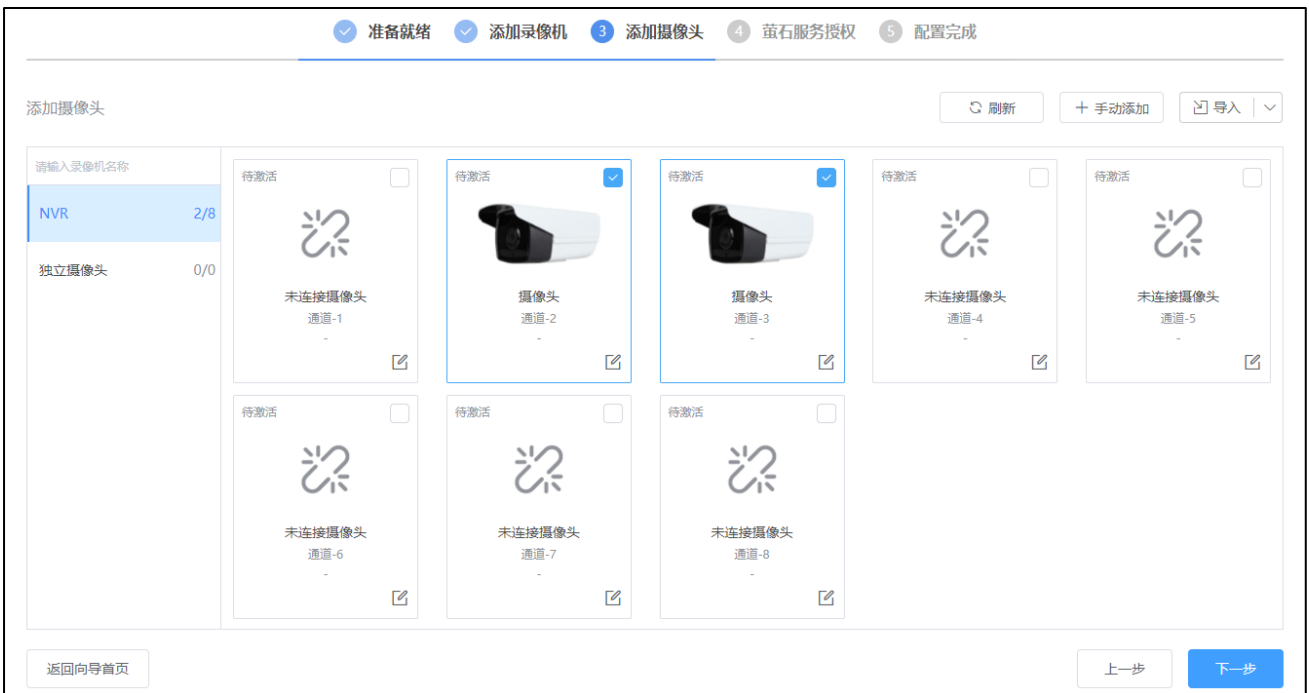 准备就绪 添加录像机 3 添加摄像头 4 萤石服务授权 5 配置完成
添加摄像头 刷新 手动添加 导入
请输入录像机名称
NVR 2/8
独立摄像头 0/0
待激活 待激活 待激活 待激活 待激活
未连接摄像头 摄像头 摄像头 未连接摄像头 未连接摄像头
通道-1 通道-2 通道-3 通道-4 通道-5
- - - - -
待激活 待激活 待激活
未连接摄像头 未连接摄像头 未连接摄像头
通道-6 通道-7 通道-8
- - -
返回向导首页 上一步 下一步